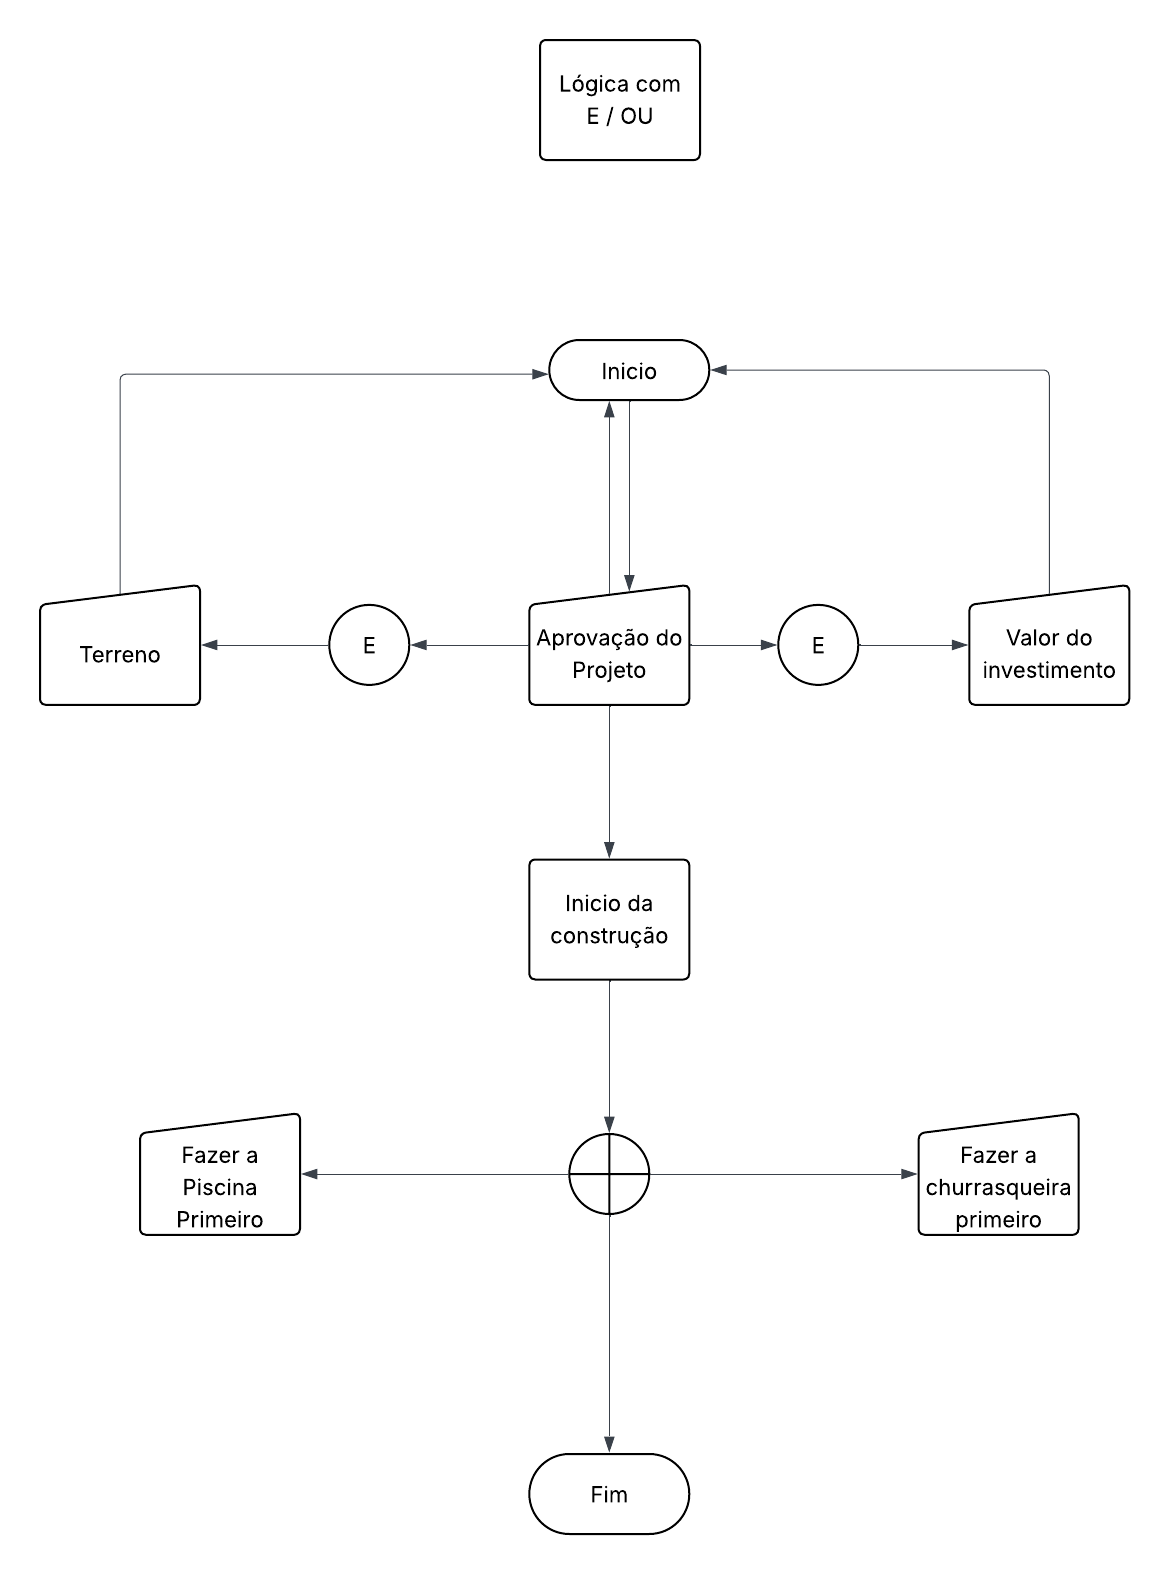 Lógica com
E / OU
Inicio
Terreno
E
Aprovação do
Projeto
E
Valor do
investimento
Inicio da
construção
Fazer a
Piscina
Primeiro
Fazer a
churrasqueira
primeiro
Fim